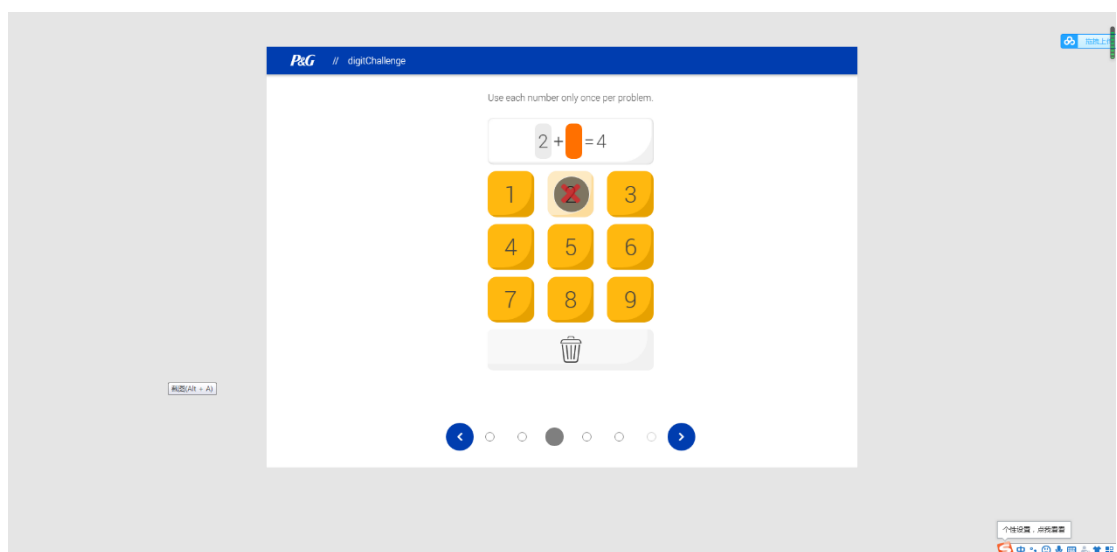 P&G // digitChallenge
Use each number only once per problem.
2 + = 4
1 2 3
4 5 6
7 8 9
截图(Alt + A)
个性设置，点我看看
中